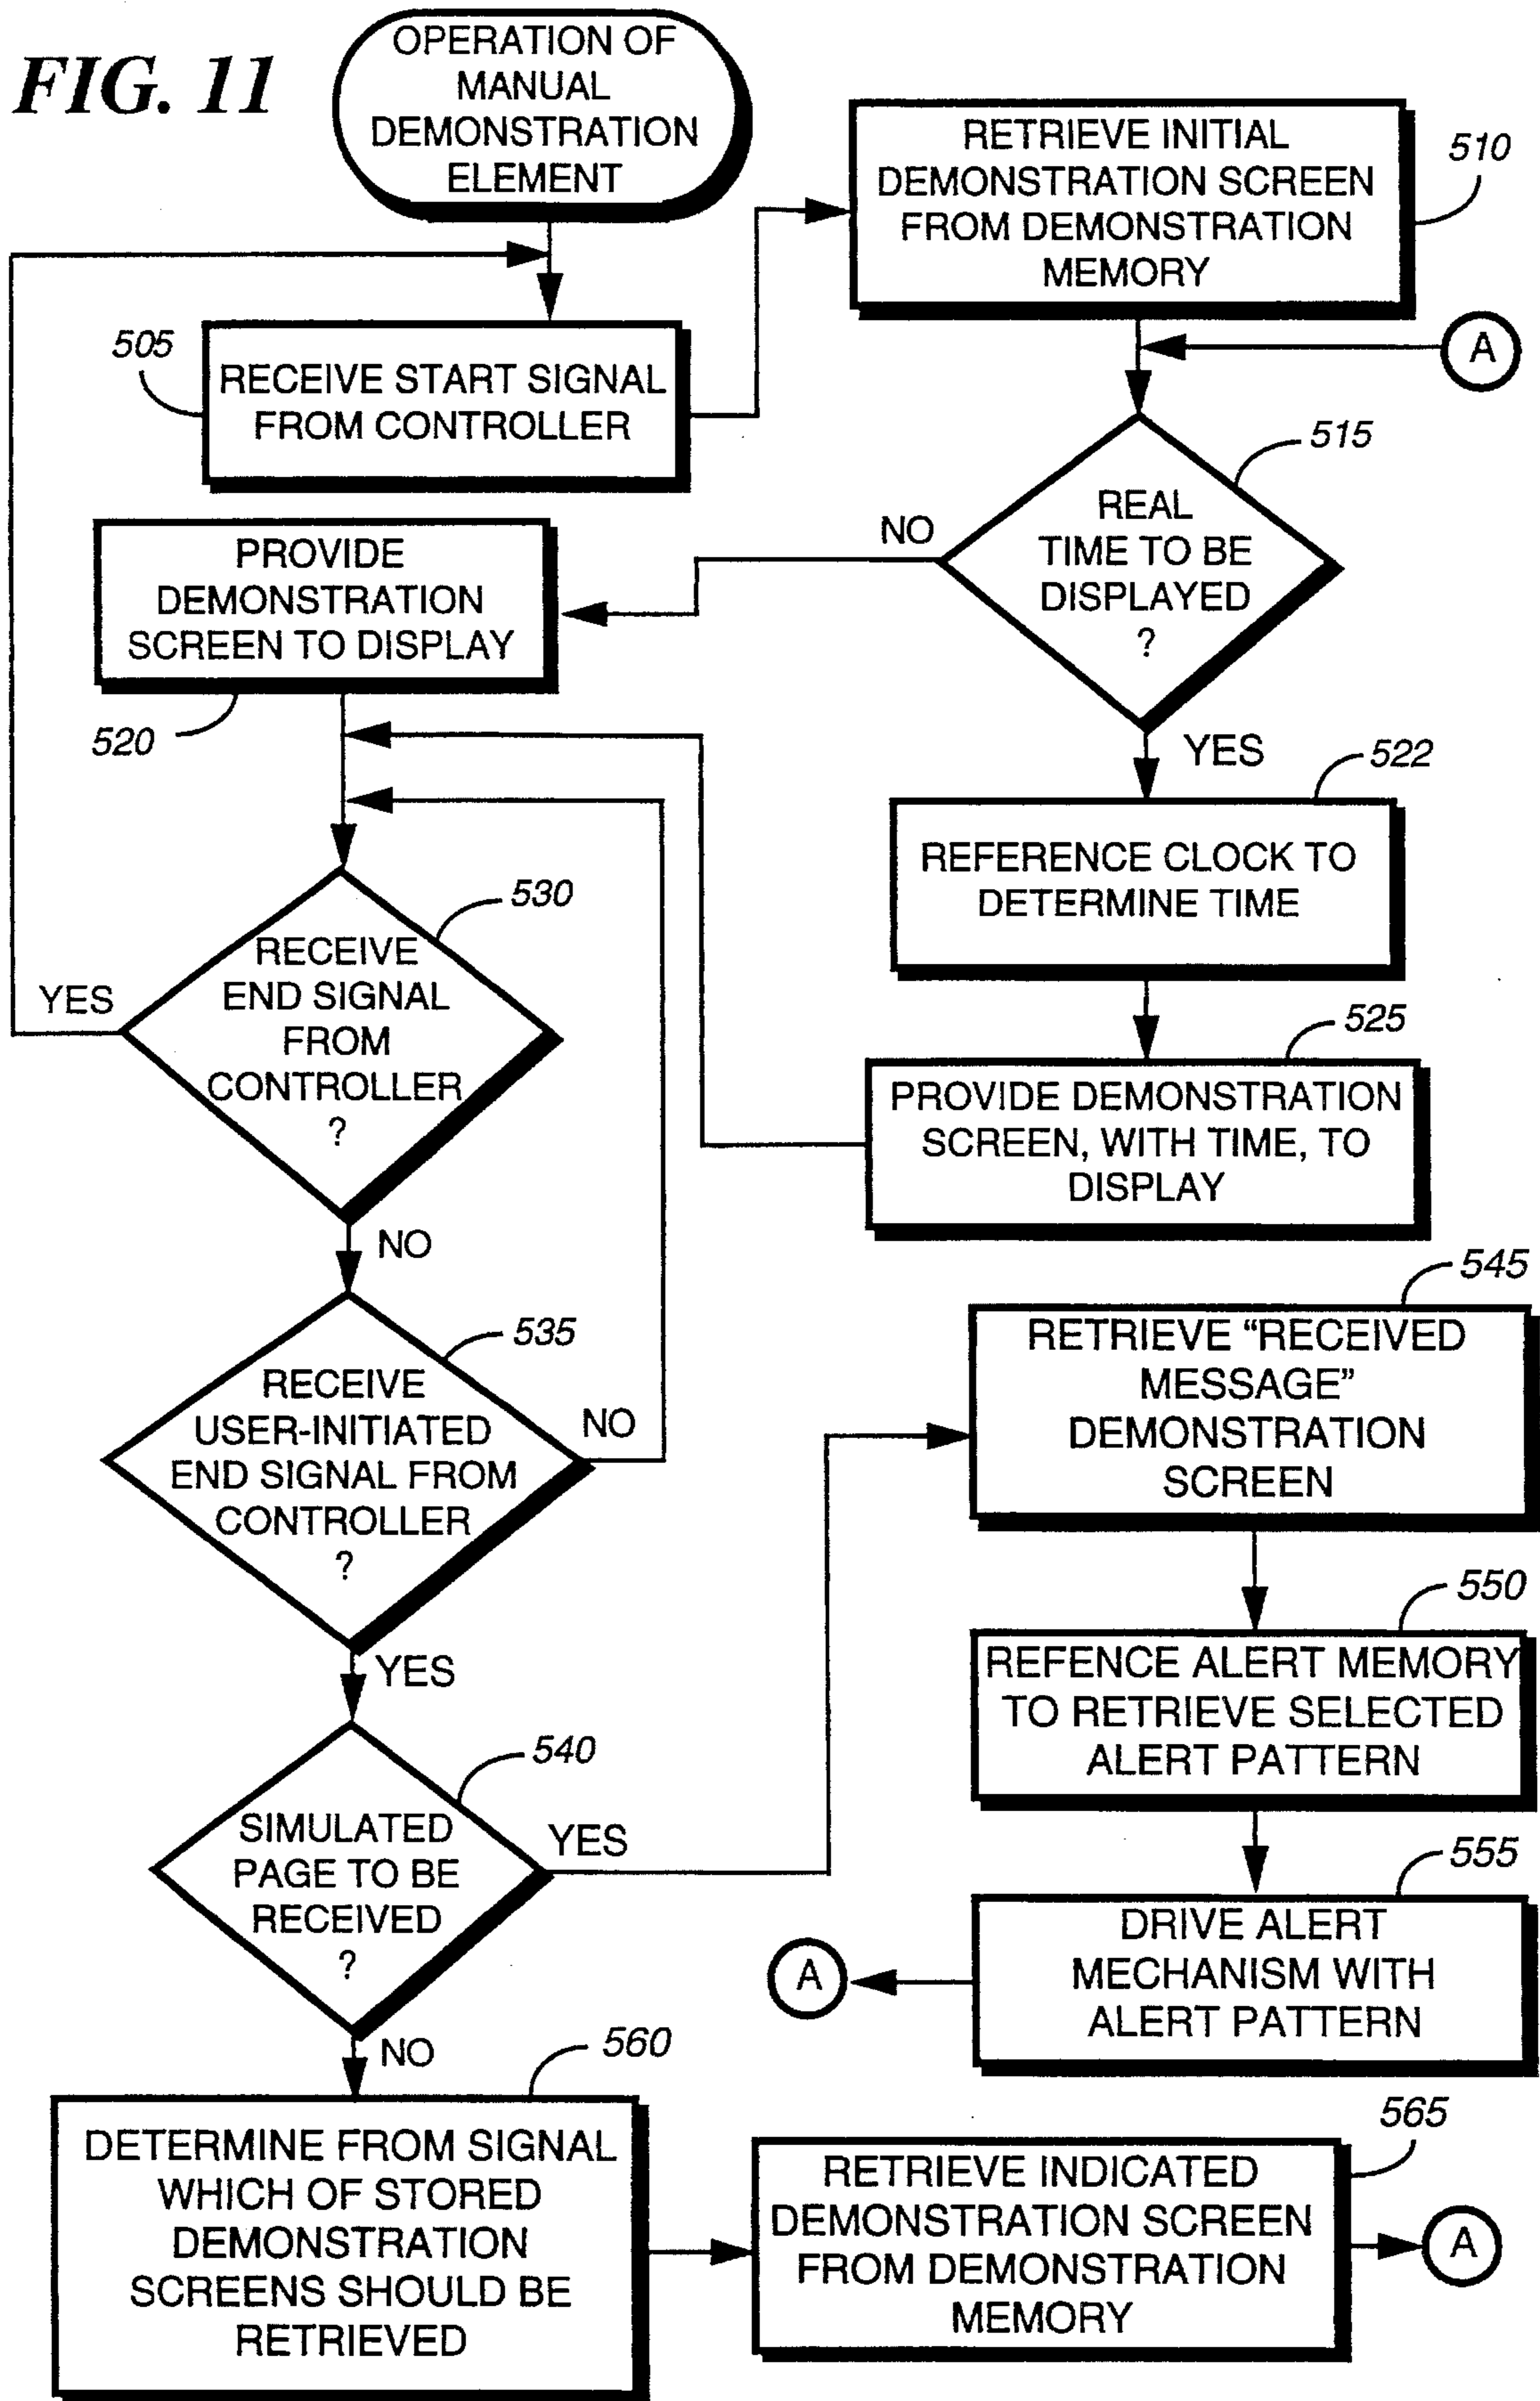 FIG. 11
OPERATION OF
MANUAL
DEMONSTRATION
ELEMENT
505
RECEIVE START SIGNAL
FROM CONTROLLER
RETRIEVE INITIAL
DEMONSTRATION SCREEN
FROM DEMONSTRATION
MEMORY
510
A
515
REAL
TIME TO BE
DISPLAYED
?
NO
YES
PROVIDE
DEMONSTRATION
SCREEN TO DISPLAY
520
522
REFERENCE CLOCK TO
DETERMINE TIME
525
PROVIDE DEMONSTRATION
SCREEN, WITH TIME, TO
DISPLAY
530
RECEIVE
END SIGNAL
FROM
CONTROLLER
?
YES
NO
535
RECEIVE
USER-INITIATED
END SIGNAL FROM
CONTROLLER
?
NO
YES
540
SIMULATED
PAGE TO BE
RECEIVED
?
YES
NO
545
RETRIEVE “RECEIVED
MESSAGE”
DEMONSTRATION
SCREEN
550
REFENCE ALERT MEMORY
TO RETRIEVE SELECTED
ALERT PATTERN
555
DRIVE ALERT
MECHANISM WITH
ALERT PATTERN
A
560
DETERMINE FROM SIGNAL
WHICH OF STORED
DEMONSTRATION
SCREENS SHOULD BE
RETRIEVED
565
RETRIEVE INDICATED
DEMONSTRATION SCREEN
FROM DEMONSTRATION
MEMORY
A